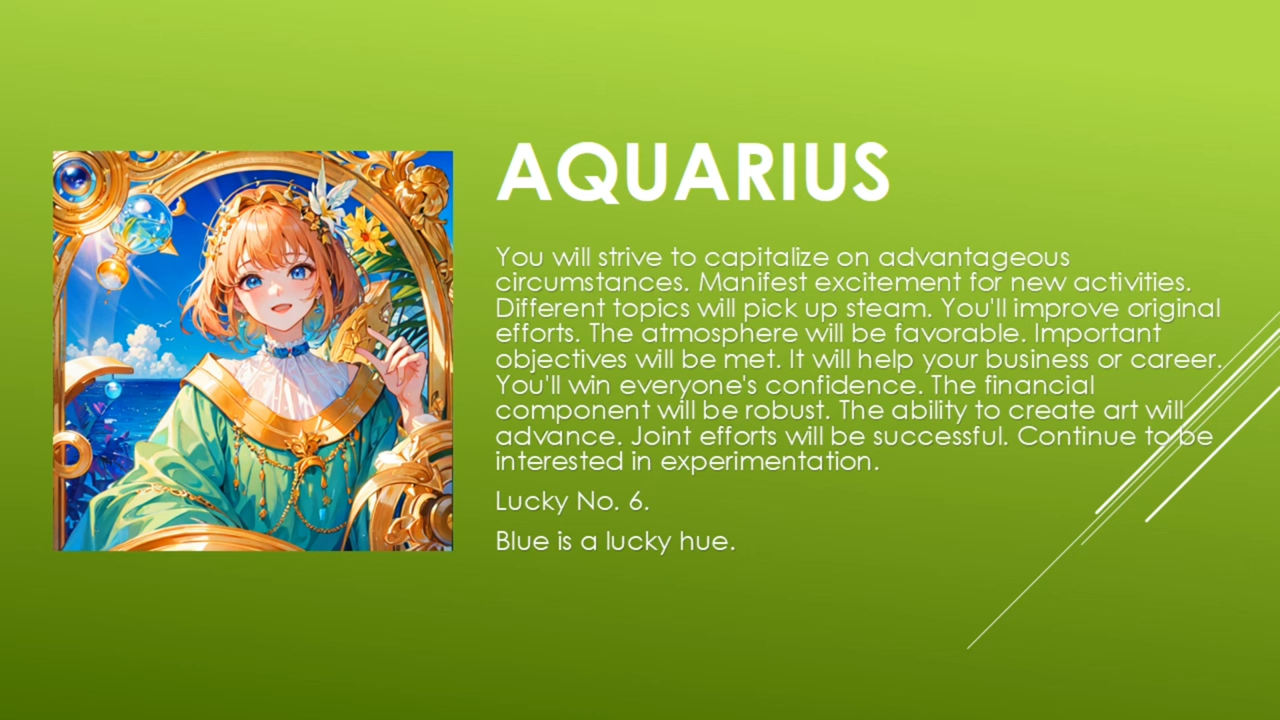 AQUARIUS
You will strive to capitalize on advantageous
circumstances. Manifest excitement for new activities.
Different topics will pick up steam. You'll improve original
efforts. The atmosphere will be favorable. Important
objectives will be met. It will help your business or career.
You'll win everyone's confidence. The financial
component will be robust. The ability to create art will
advance. Joint efforts will be successful. Continue to be
interested in experimentation.
Lucky No. 6.
Blue is a lucky hue.